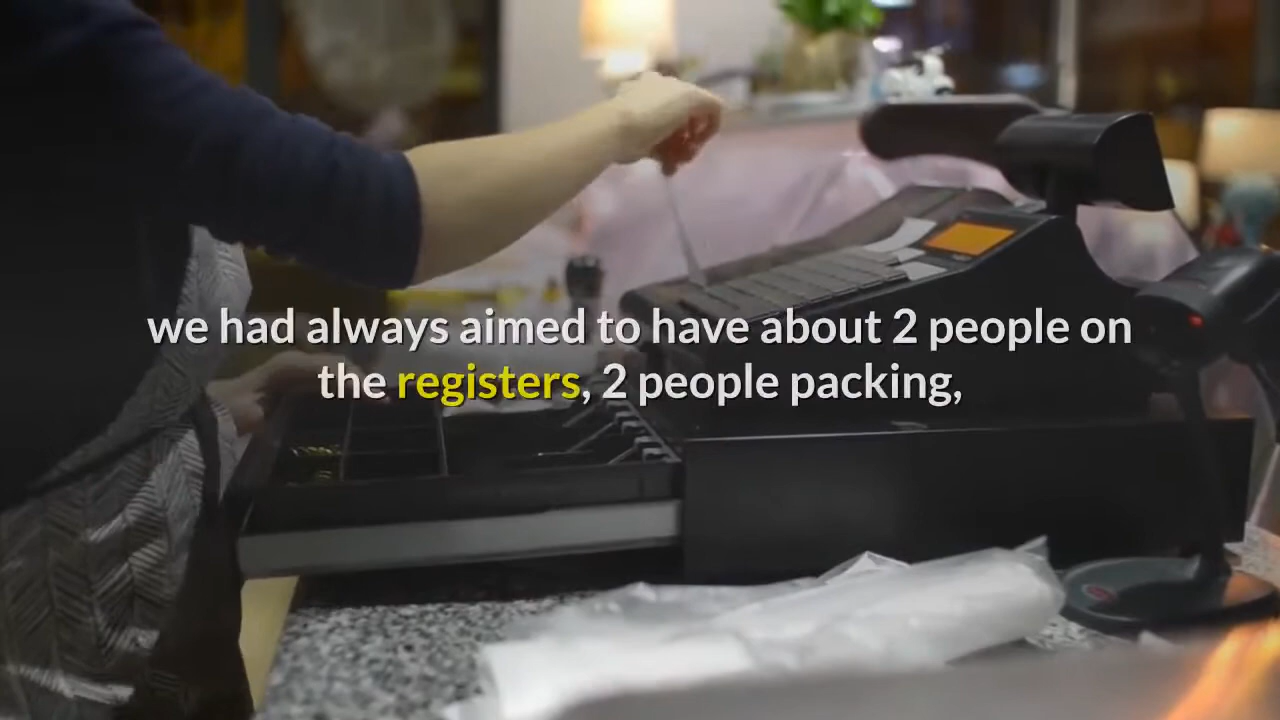 we had always aimed to have about 2 people on
the registers, 2 people packing,